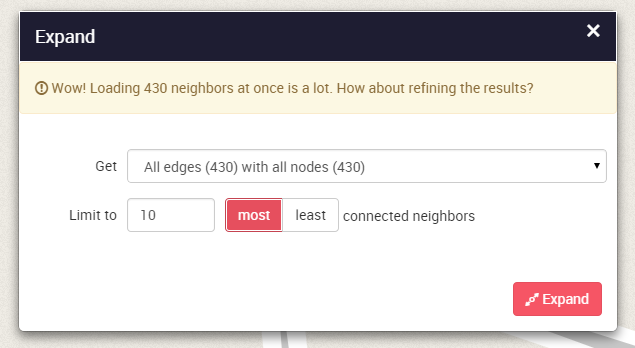 Expand ×
Wow! Loading 430 neighbors at once is a lot. How about refining the results?
Get All edges (430) with all nodes (430)
Limit to 10 most least connected neighbors
Expand